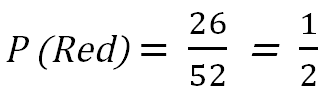 P (Red) = 26/52 = 1/2